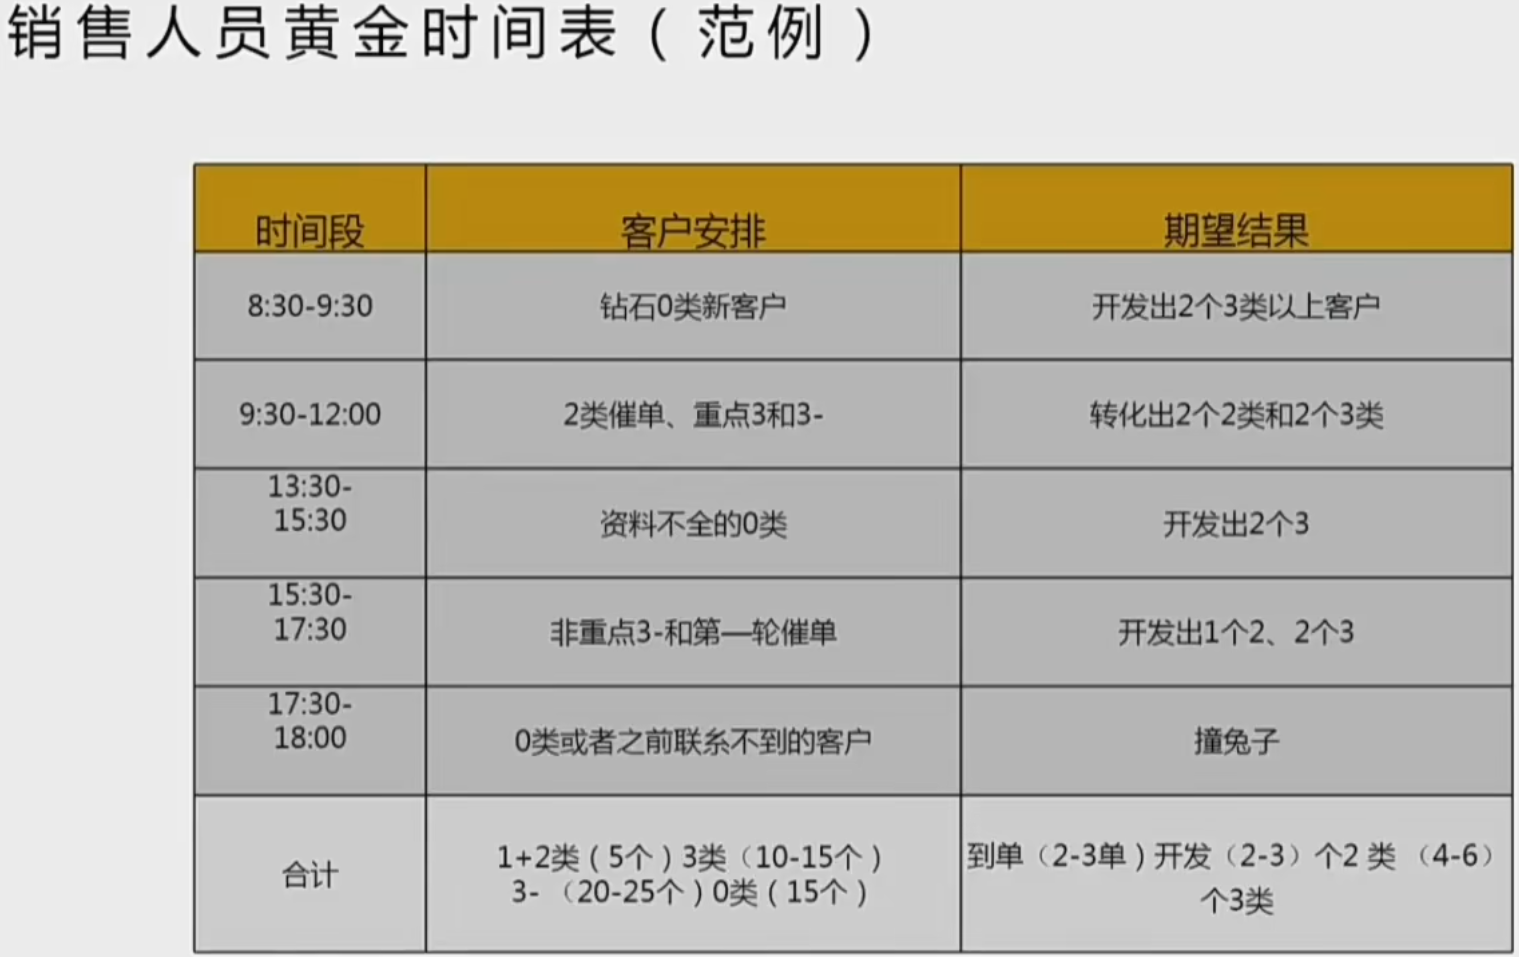 销售人员黄金时间表（范例）
时间段 客户安排 期望结果
8:30-9:30 钻石0类新客户 开发出2个3类以上客户
9:30-12:00 2类催单、重点3和3- 转化出2个2类和2个3类
13:30-
15:30 资料不全的0类 开发出2个3
15:30-
17:30 非重点3-和第一轮催单 开发出1个2、2个3
17:30-
18:00 0类或者之前联系不到的客户 撞兔子
合计 1+2类（5个）3类（10-15个）
3- （20-25个）0类（15个）
到单（2-3单）开发（2-3）个2 类 （4-6）
个3类